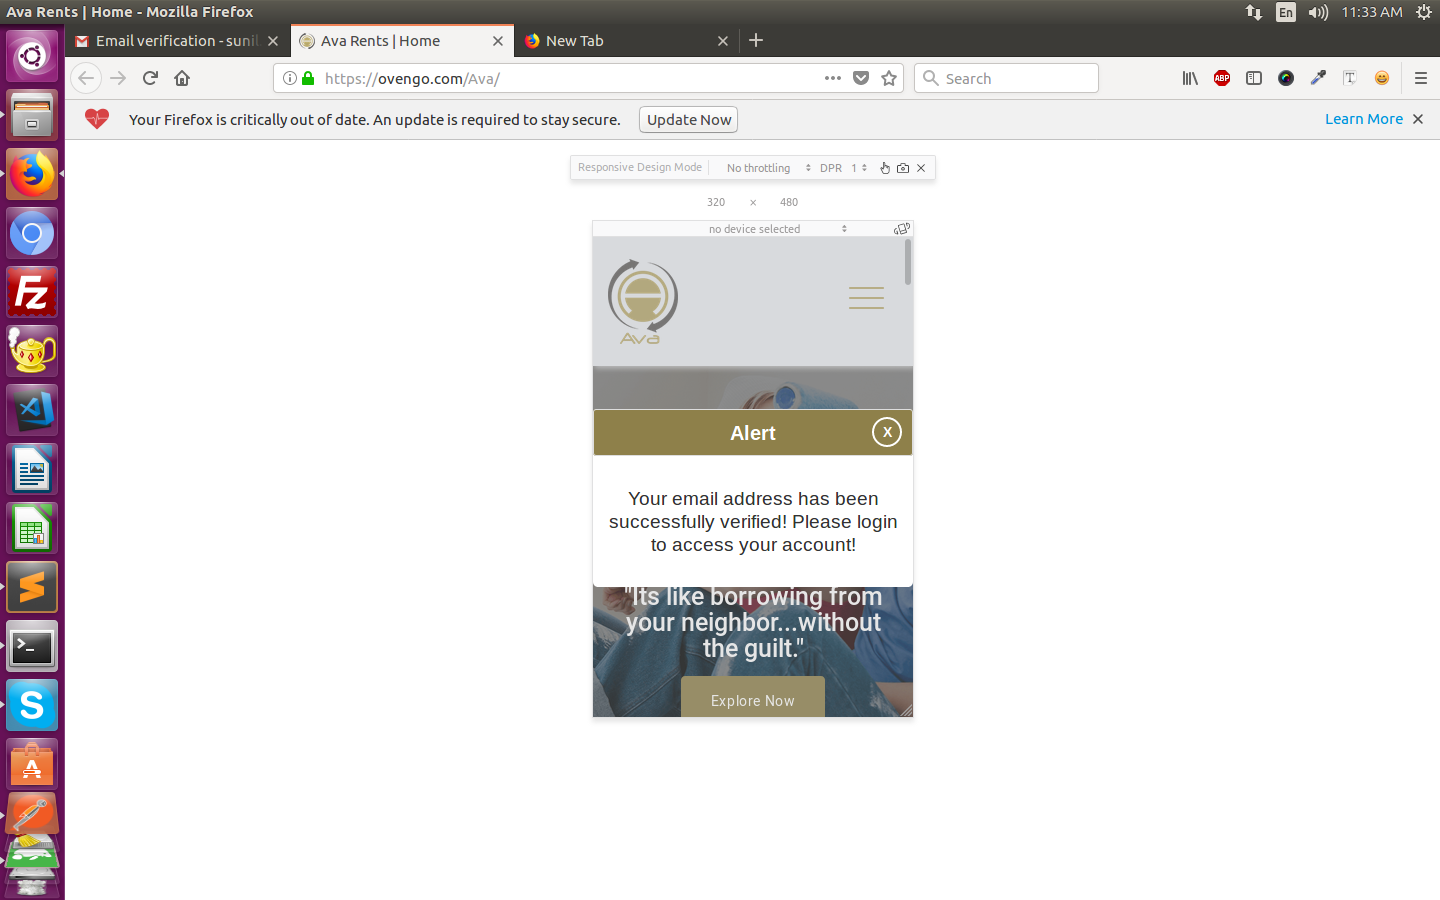 Ava Rents | Home - Mozilla Firefox
En
11:33 AM
Email verification - sunil
Ava Rents | Home
New Tab
https://ovengo.com/Ava/
Search
ABP
Your Firefox is critically out of date. An update is required to stay secure.
Update Now
Learn More
Responsive Design Mode
No throttling
DPR 1
320 × 480
no device selected
Ava
Alert
X
Your email address has been
successfully verified! Please login
to access your account!
"Its like borrowing from
your neighbor...without
the guilt."
Explore Now